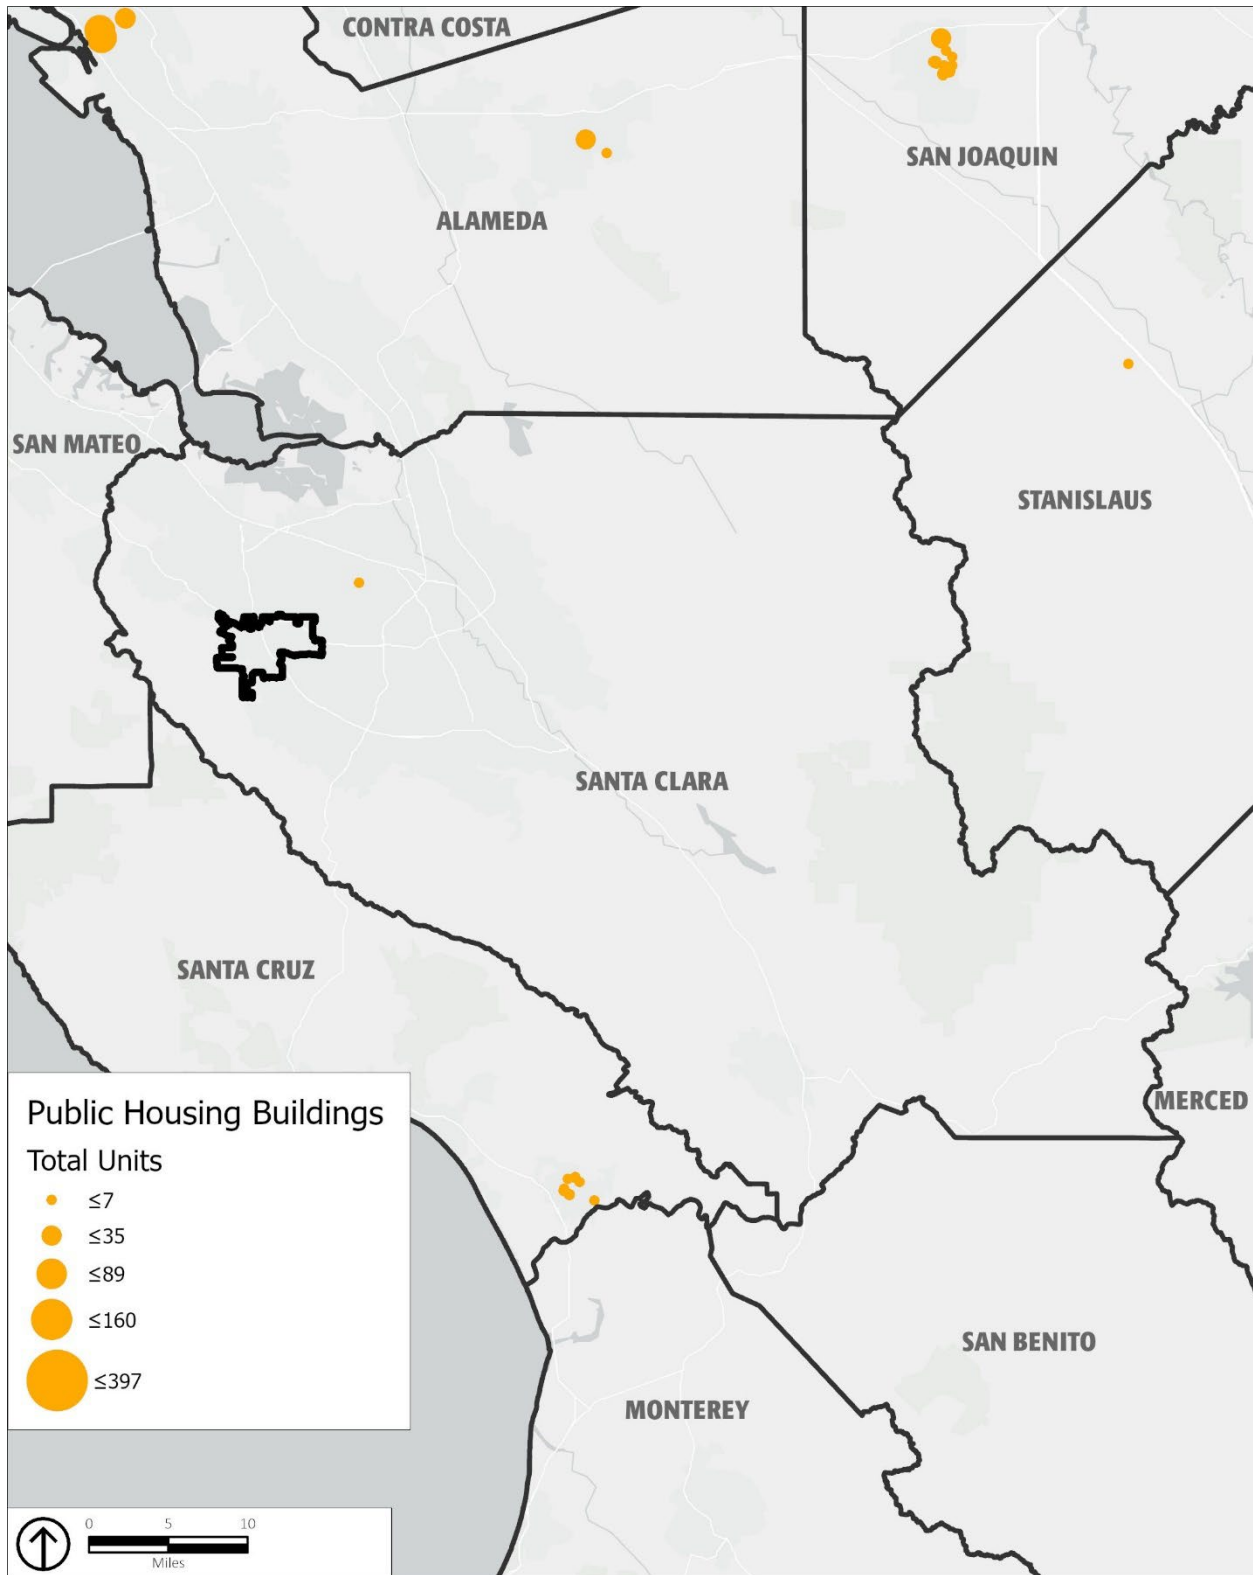 CONTRA COSTA
SAN JOAQUIN
ALAMEDA
SAN MATEO
STANISLAUS
SANTA CLARA
SANTA CRUZ
MERCED
SAN BENITO
MONTEREY
Public Housing Buildings
Total Units
≤7
≤35
≤89
≤160
≤397
0 5 10
Miles